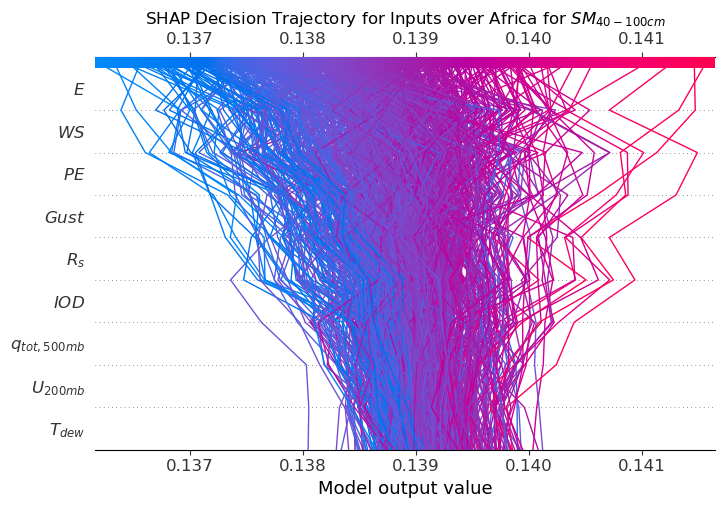 SHAP Decision Trajectory for Inputs over Africa for SM40−100cm
0.137 0.138 0.139 0.140 0.141
E
WS
PE
Gust
Rs
IOD
qtot,500mb
U200mb
Tdew
0.137 0.138 0.139 0.140 0.141
Model output value